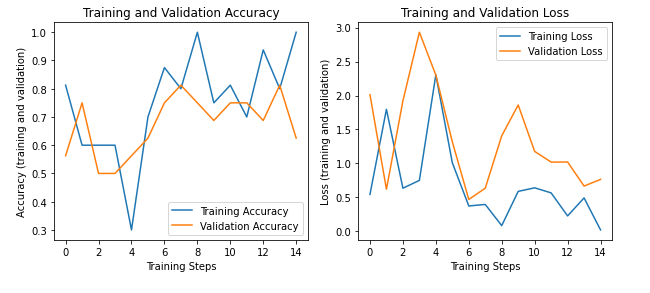 Training and Validation Accuracy
Accuracy (training and validation)
1.0
0.9
0.8
0.7
0.6
0.5
0.4
0.3
Training Accuracy
Validation Accuracy
0 2 4 6 8 10 12 14
Training Steps
Training and Validation Loss
Loss (training and validation)
3.0
2.5
2.0
1.5
1.0
0.5
0.0
Training Loss
Validation Loss
0 2 4 6 8 10 12 14
Training Steps